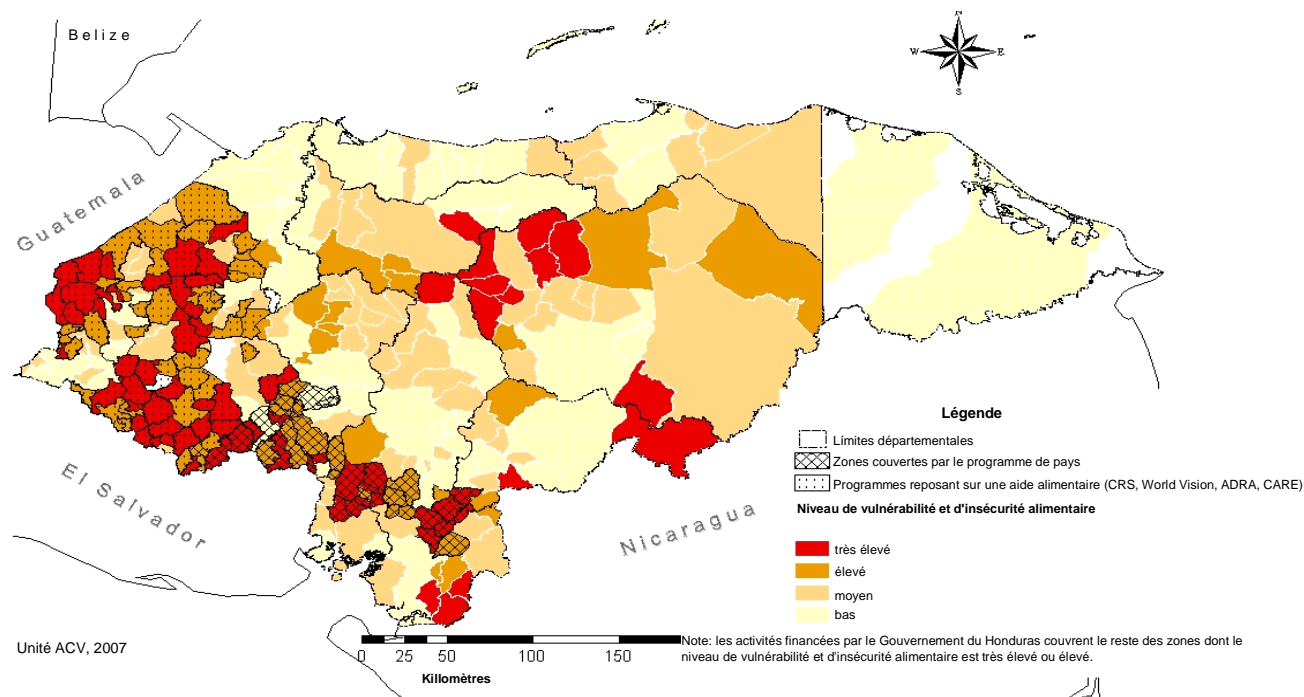 Belize
N
W
E
S
Guatemala
El Salvador
Nicaragua
Légende
Límites départementales
Zones couvertes par le programme de pays
Programmes reposant sur une aide alimentaire (CRS, World Vision, ADRA, CARE)
Niveau de vulnérabilité et d'insécurité alimentaire
très élevé
élevé
moyen
bas
Unité ACV, 2007
0 25 50 100 150
Killomètres
Note: les activités financées par le Gouvernement du Honduras couvrent le reste des zones dont le
niveau de vulnérabilité et d'insécurité alimentaire est très élevé ou élevé.